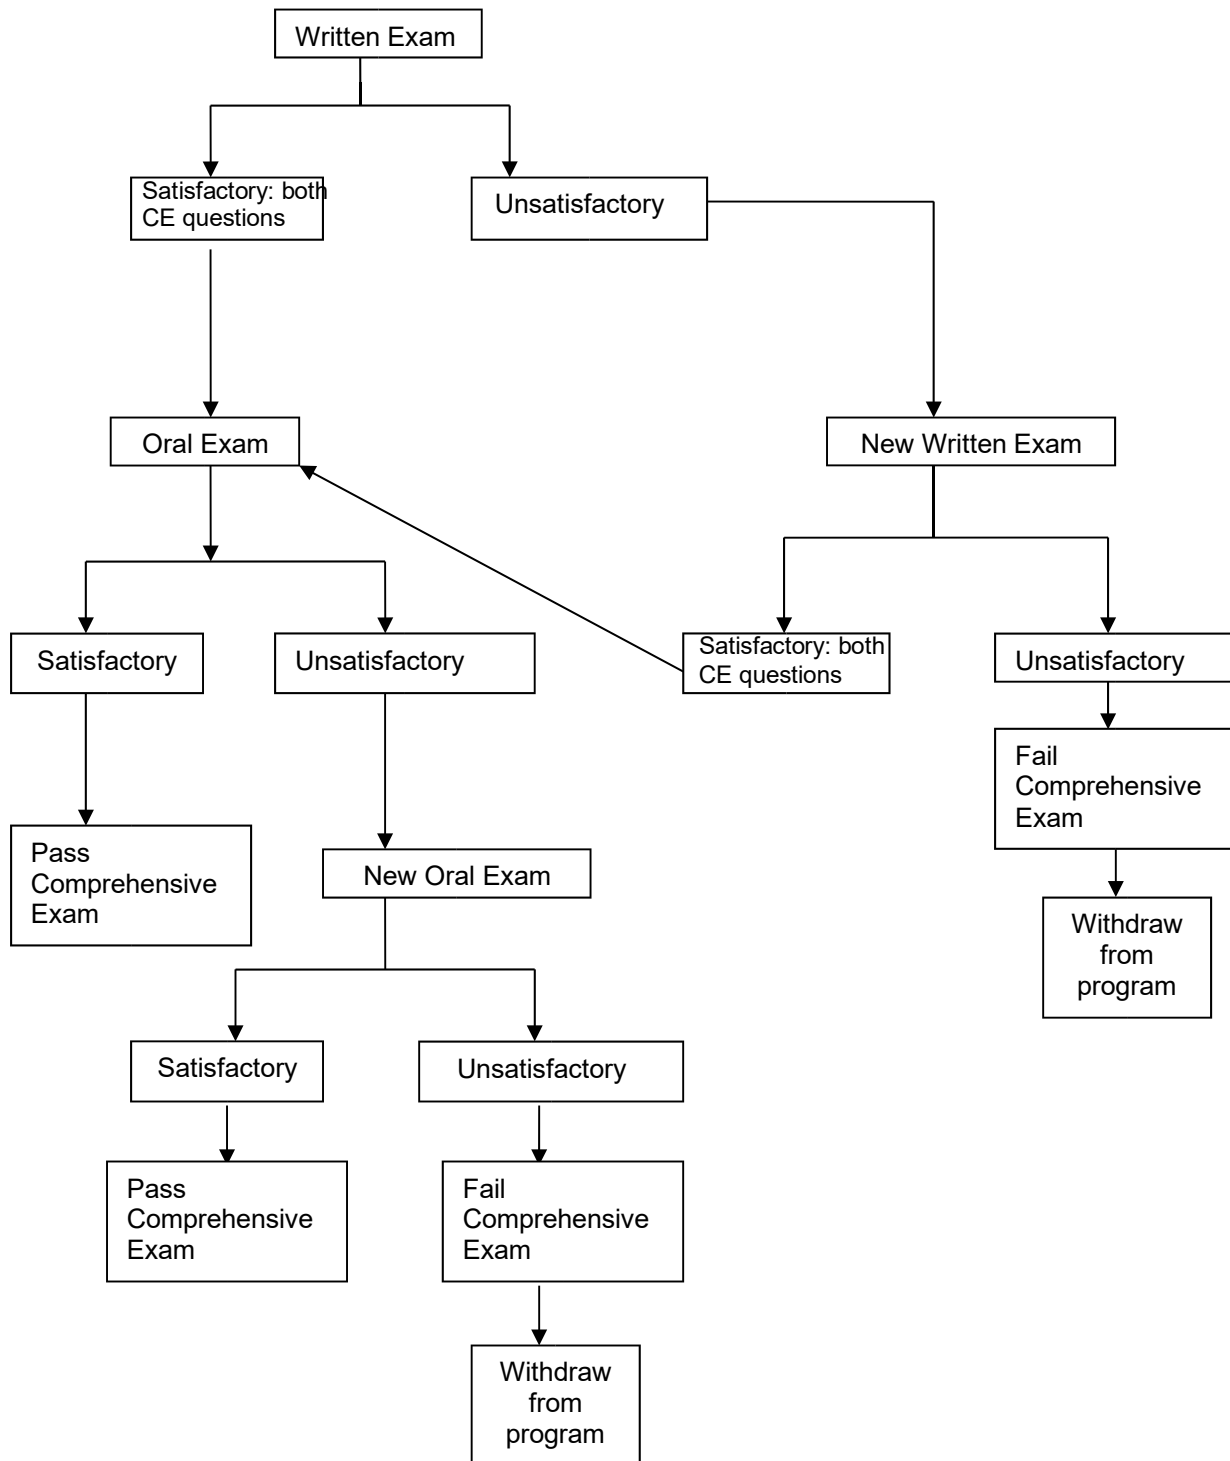 Written Exam
Satisfactory: both
CE questions
Unsatisfactory
Oral Exam
New Written Exam
Satisfactory
Unsatisfactory
Satisfactory: both
CE questions
Unsatisfactory
Fail
Comprehensive
Exam
Pass
Comprehensive
Exam
New Oral Exam
Withdraw
from
program
Satisfactory
Unsatisfactory
Pass
Comprehensive
Exam
Fail
Comprehensive
Exam
Withdraw
from
program